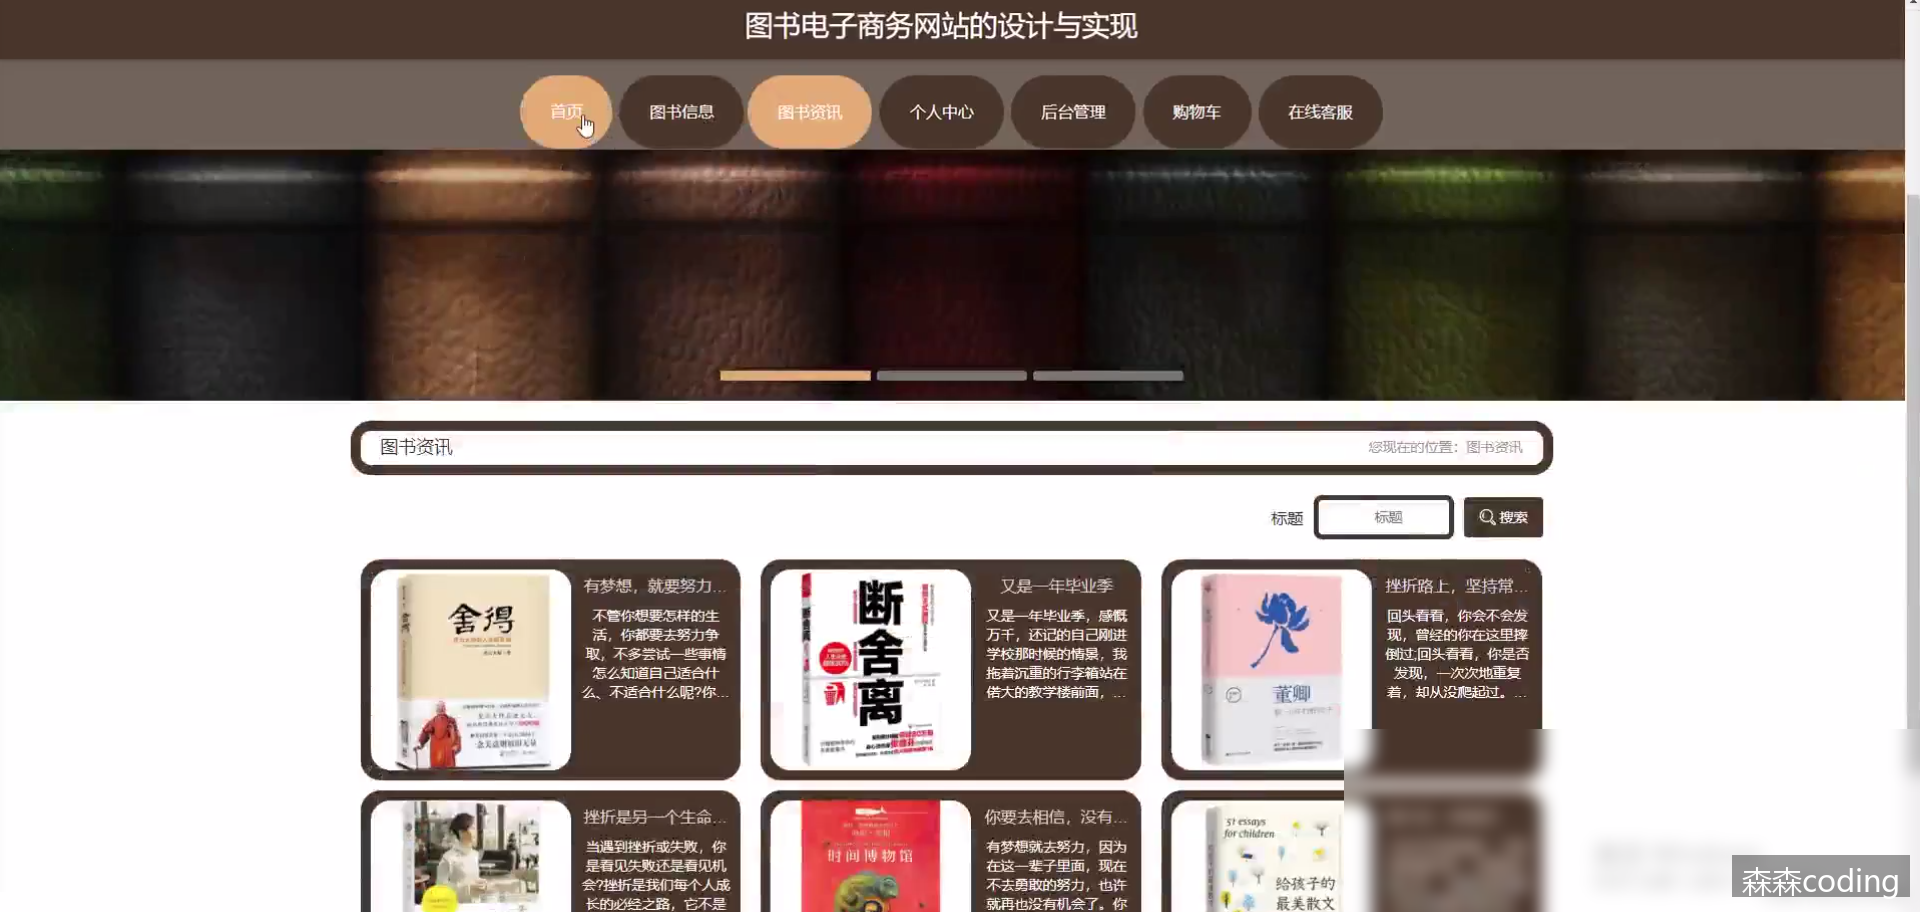 图书电子商务网站的设计与实现
首页
图书信息
图书资讯
个人中心
后台管理
购物车
在线客服
图书资讯
您现在的位置：图书资讯
标题
标题
搜索
舍得
有梦想，就要努力...
不管你想要怎样的生
活，你都要去努力争
取，不多尝试一些事情
怎么知道自己适合什
么、不适合什么呢?你...
断舍离
又是一年毕业季
又是一年毕业季，感慨
万千，还记的自己刚进
学校那时候的情景，我
拖着沉重的行李箱站在
偌大的教学楼前面，...
董卿
挫折路上，坚持常...
回头看看，你会不会发
现，曾经的你在这里摔
倒过;回头看看，你是否
发现，一次次地重复
着，却从没爬起过。...
挫折是另一个生命...
当遇到挫折或失败，你
是看见失败还是看见机
会?挫折是我们每个人成
长的必经之路，它不是
时间博物馆
你要去相信，没有...
有梦想就去努力，因为
在这一辈子里面，现在
不去勇敢的努力，也许
就再也没有机会了。你
51 essays
for children
给孩子的
最美散文
森森coding